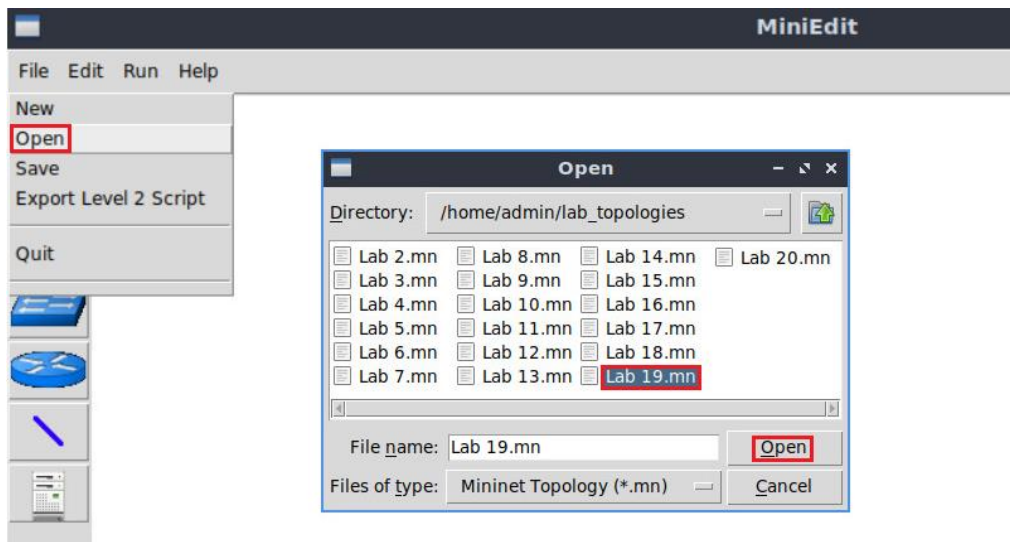 MiniEdit
File Edit Run Help
New
Open
Save
Export Level 2 Script
Quit
Open
Directory: /home/admin/lab_topologies
Lab 2.mn Lab 8.mn Lab 14.mn Lab 20.mn
Lab 3.mn Lab 9.mn Lab 15.mn
Lab 4.mn Lab 10.mn Lab 16.mn
Lab 5.mn Lab 11.mn Lab 17.mn
Lab 6.mn Lab 12.mn Lab 18.mn
Lab 7.mn Lab 13.mn Lab 19.mn
File name: Lab 19.mn Open
Files of type: Mininet Topology (*.mn) Cancel